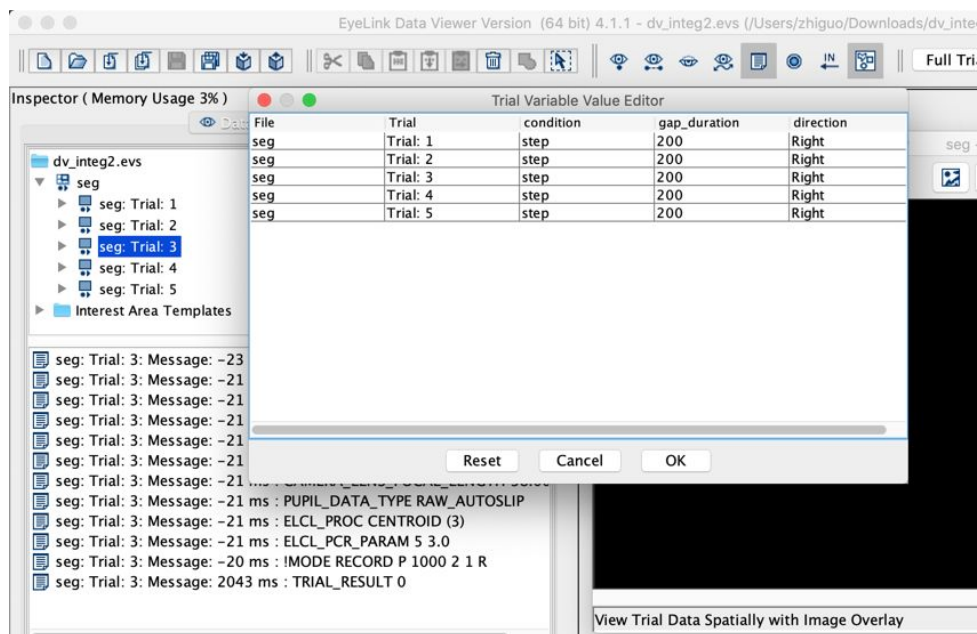 EyeLink Data Viewer Version (64 bit) 4.1.1 - dv_integ2.evs (/Users/zhiguo/Downloads/dv_inte
IN
Full Tri
Inspector ( Memory Usage 3% )
Trial Variable Value Editor
File Trial condition gap_duration direction
seg Trial: 1 step 200 Right
seg Trial: 2 step 200 Right
seg Trial: 3 step 200 Right
seg Trial: 4 step 200 Right
seg Trial: 5 step 200 Right
Reset Cancel OK
dv_integ2.evs
seg
seg: Trial: 1
seg: Trial: 2
seg: Trial: 3
seg: Trial: 4
seg: Trial: 5
Interest Area Templates
seg
seg: Trial: 3: Message: -23
seg: Trial: 3: Message: -21
seg: Trial: 3: Message: -21
seg: Trial: 3: Message: -21
seg: Trial: 3: Message: -21
seg: Trial: 3: Message: -21
seg: Trial: 3: Message: -21 ms : CAMERA_LENS_FOCAL_LENGTH
seg: Trial: 3: Message: -21 ms : PUPIL_DATA_TYPE RAW_AUTOSLIP
seg: Trial: 3: Message: -21 ms : ELCL_PROC CENTROID (3)
seg: Trial: 3: Message: -21 ms : ELCL_PCR_PARAM 5 3.0
seg: Trial: 3: Message: -20 ms : !MODE RECORD P 1000 2 1 R
seg: Trial: 3: Message: 2043 ms : TRIAL_RESULT 0
View Trial Data Spatially with Image Overlay